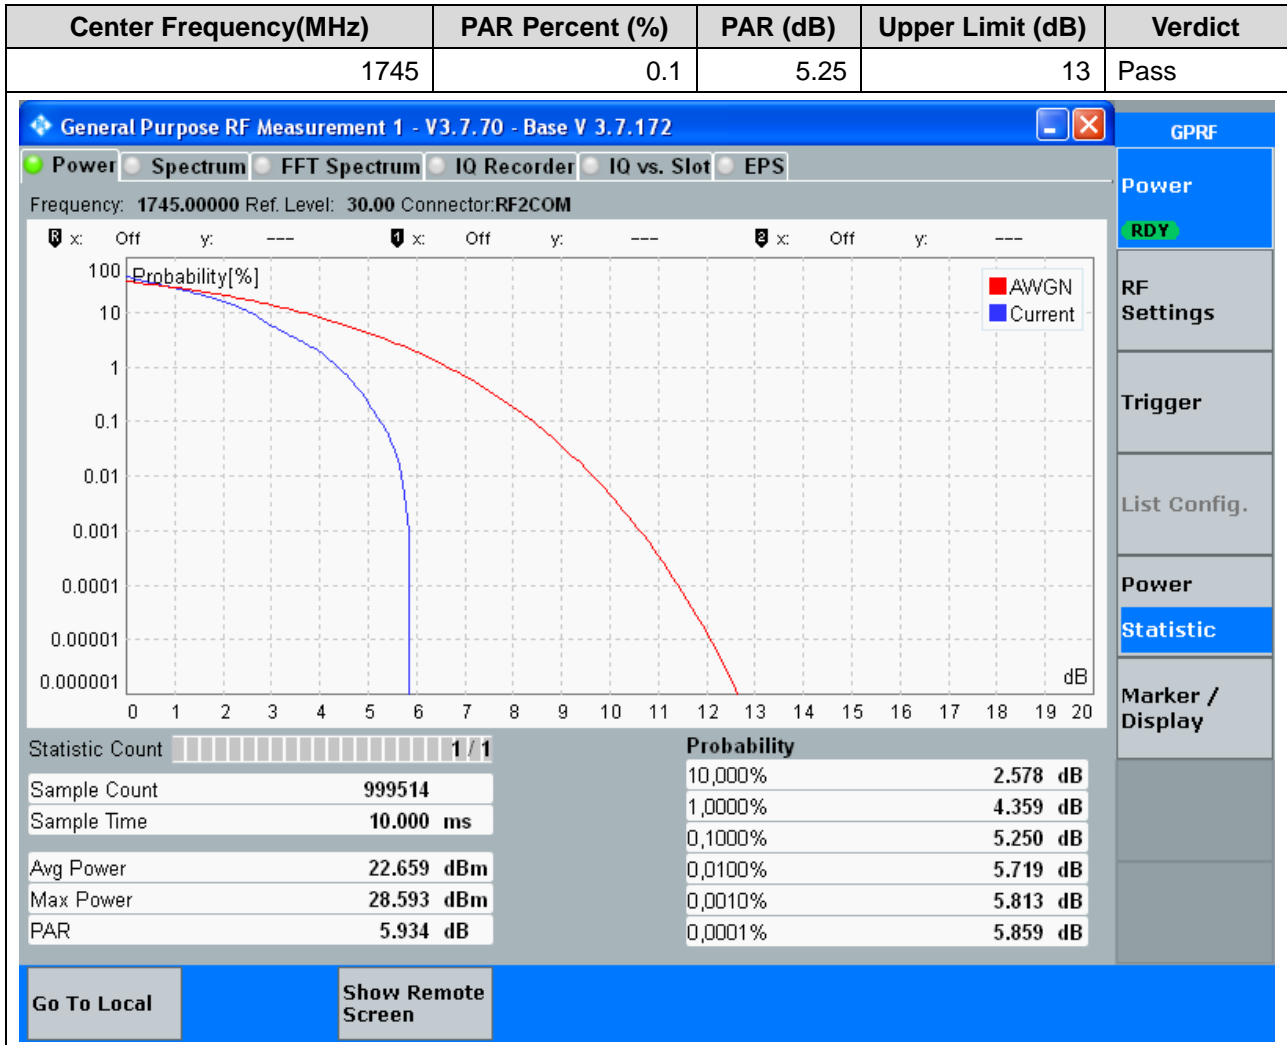 Center Frequency(MHz) PAR Percent (%) PAR (dB) Upper Limit (dB) Verdict
1745 0.1 5.25 13 Pass
General Purpose RF Measurement 1 - V3.7.70 - Base V 3.7.172
GPRF
Power Spectrum FFT Spectrum IQ Recorder IQ vs. Slot EPS
Power
RDY
Frequency: 1745.00000 Ref. Level: 30.00 Connector:RF2COM
R x: Off y: --- 1 x: Off y: --- 2 x: Off y: ---
Probability[%]
AWGN
Current
100
10
1
0.1
0.01
0.001
0.0001
0.00001
0.000001
dB
0 1 2 3 4 5 6 7 8 9 10 11 12 13 14 15 16 17 18 19 20
RF
Settings
Trigger
List Config.
Power
Statistic
Marker /
Display
Statistic Count 1 / 1
Sample Count 999514
Sample Time 10.000 ms
Avg Power 22.659 dBm
Max Power 28.593 dBm
PAR 5.934 dB
Probability
10,000% 2.578 dB
1,0000% 4.359 dB
0,1000% 5.250 dB
0,0100% 5.719 dB
0,0010% 5.813 dB
0,0001% 5.859 dB
Go To Local
Show Remote
Screen